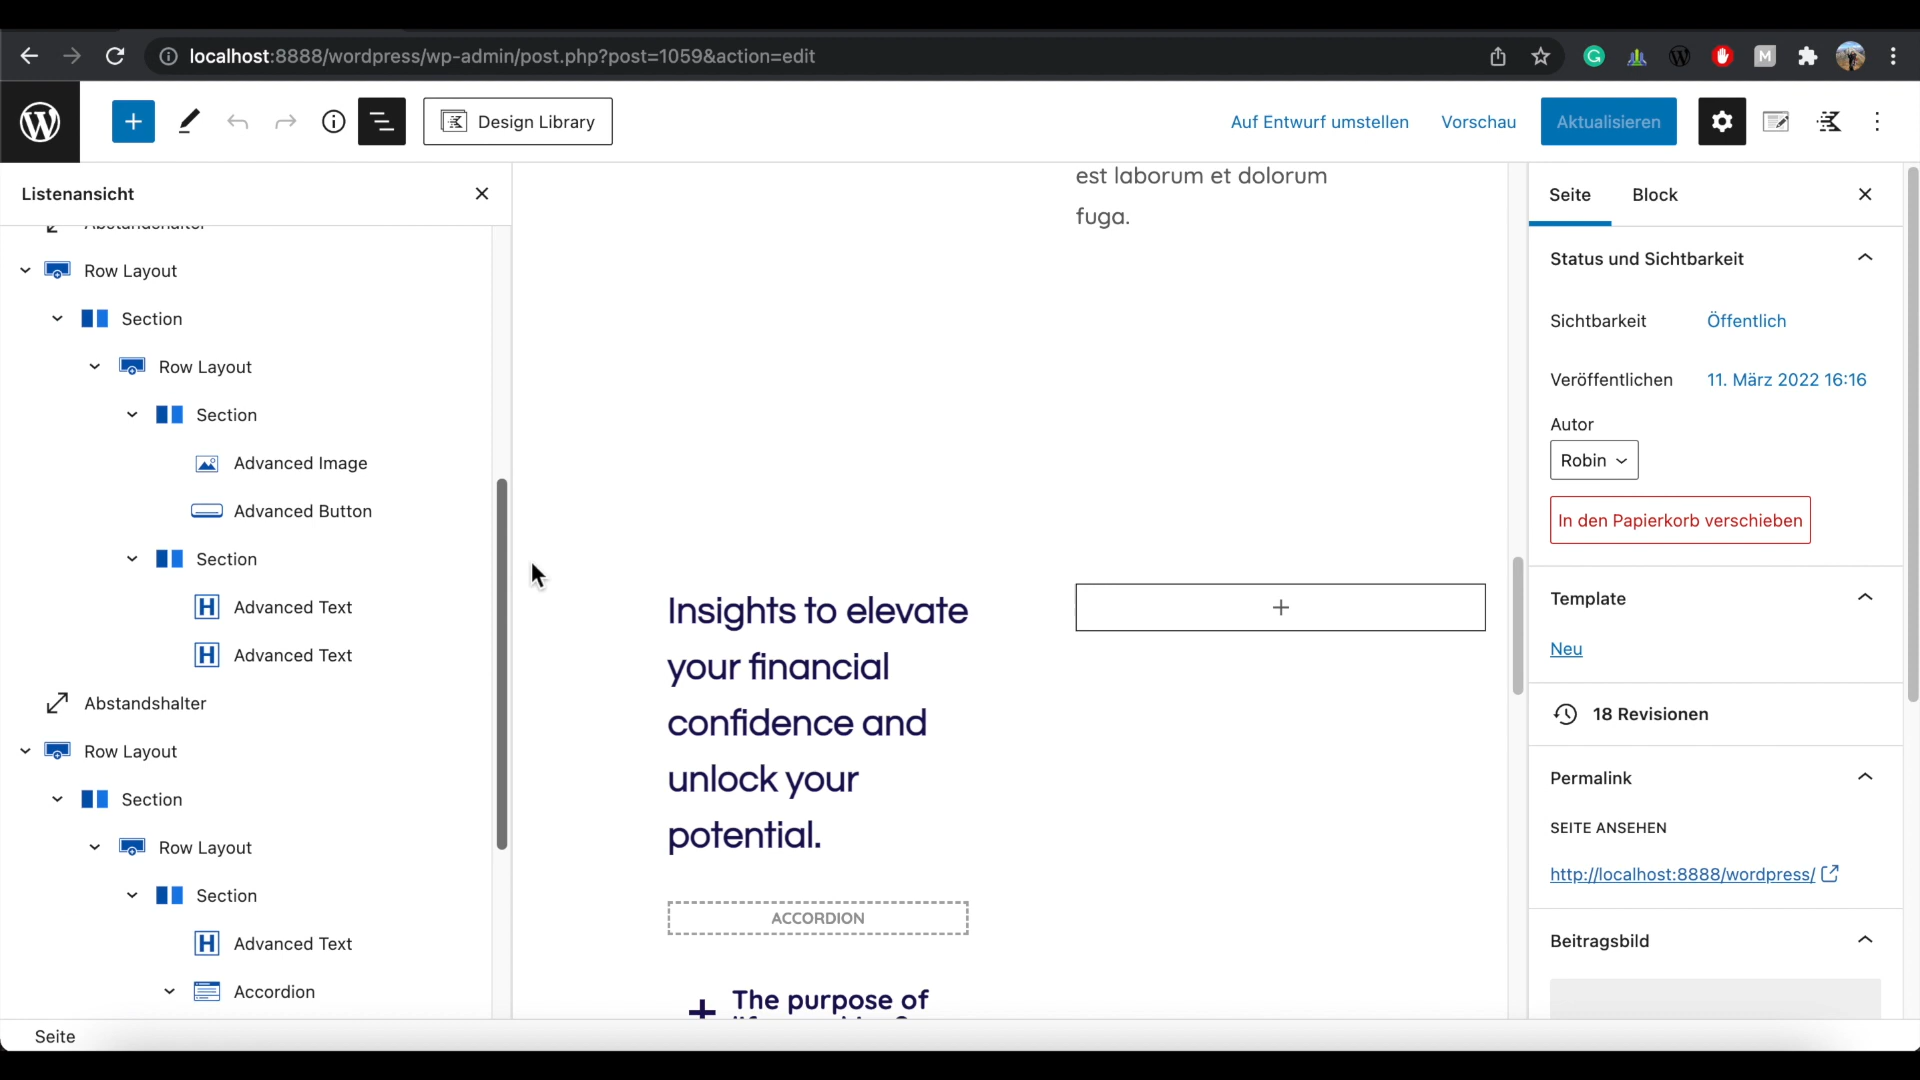 localhost:8888/wordpress/wp-admin/post.php?post=1059&action=edit
Design Library
Auf Entwurf umstellen
Vorschau
Aktualisieren
Listenansicht
Abstandshalter
Row Layout
Section
Row Layout
Section
Advanced Image
Advanced Button
Section
Advanced Text
Advanced Text
Abstandshalter
Row Layout
Section
Row Layout
Section
Advanced Text
Accordion
Seite
est laborum et dolorum
fuga.
Insights to elevate
your financial
confidence and
unlock your
potential.
ACCORDION
The purpose of
Seite
Block
Status und Sichtbarkeit
Sichtbarkeit
Öffentlich
Veröffentlichen
11. März 2022 16:16
Autor
Robin
In den Papierkorb verschieben
Template
Neu
18 Revisionen
Permalink
SEITE ANSEHEN
http://localhost:8888/wordpress/
Beitragsbild